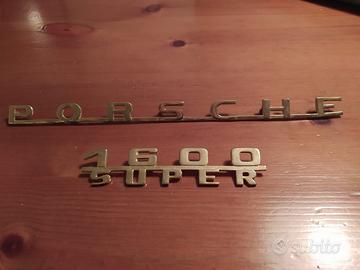 PORSCHE
1600
SUPER
subito